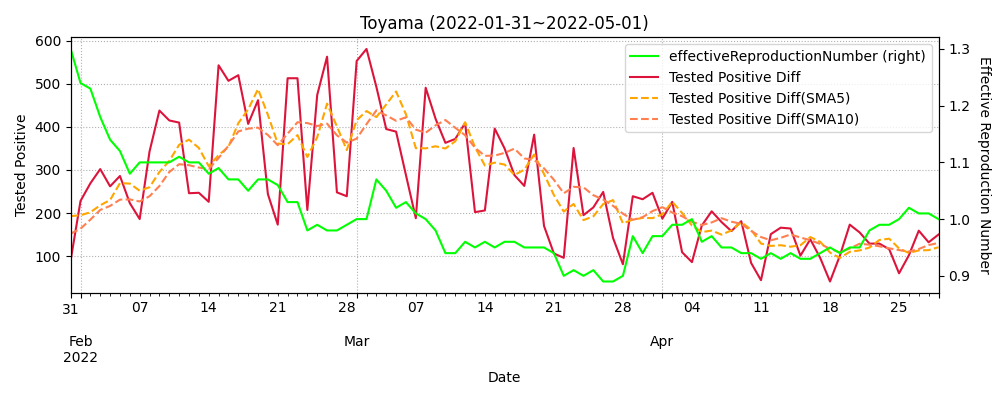 Toyama (2022-01-31~2022-05-01)
effectiveReproductionNumber (right)
Tested Positive Diff
Tested Positive Diff(SMA5)
Tested Positive Diff(SMA10)
Tested Positive
600
500
400
300
200
100
1.3
1.2
1.1
1.0
0.9
Effective Reproduction Number
31 07 14 21 28 07 14 21 28 04 11 18 25
Feb Mar Apr
2022
Date